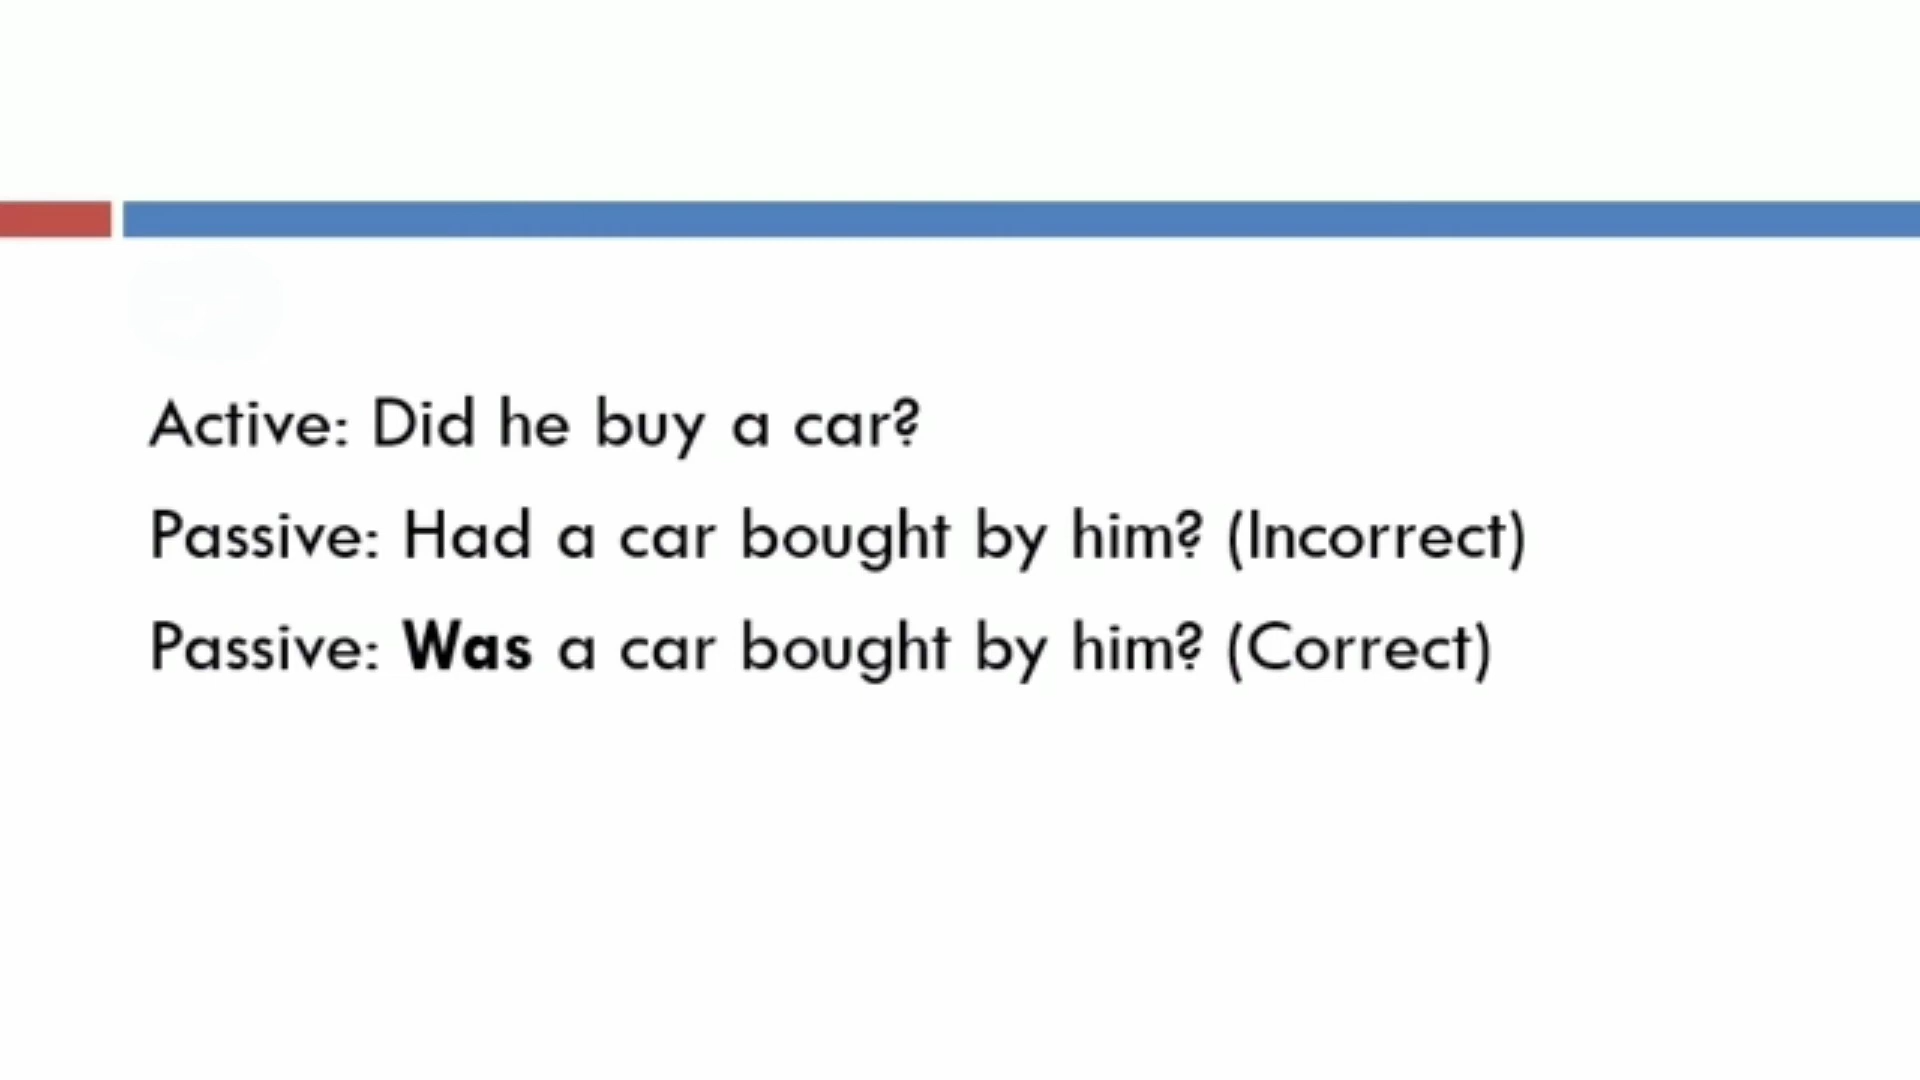 Active: Did he buy a car?
Passive: Had a car bought by him? (Incorrect)
Passive: Was a car bought by him? (Correct)